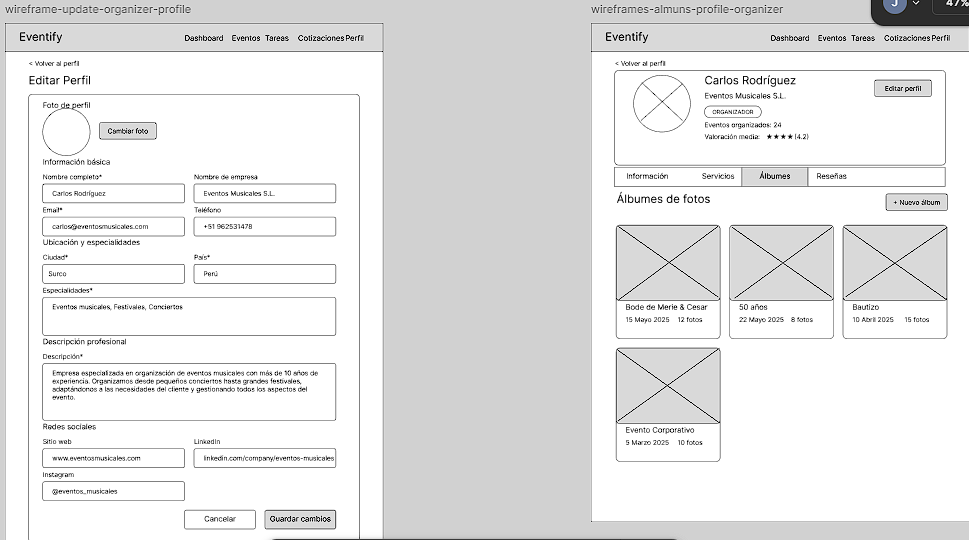 wireframe-update-organizer-profile
Eventify
Dashboard Eventos Tareas Cotizaciones Perfil
< Volver al perfil
Editar Perfil
Foto de perfil
Cambiar foto
Información básica
Nombre completo* Nombre de empresa
Carlos Rodríguez Eventos Musicales S.L.
Email* Teléfono
carlos@eventosmusicales.com +51 962531478
Ubicación y especialidades
Ciudad* País*
Surco Perú
Especialidades*
Eventos musicales, Festivales, Conciertos
Descripción profesional
Descripción*
Empresa especializada en organización de eventos musicales con más de 10 años de
experiencia. Organizamos desde pequeños conciertos hasta grandes festivales,
adaptándonos a las necesidades del cliente y gestionando todos los aspectos del
evento.
Redes sociales
Sitio web LinkedIn
www.eventosmusicales.com linkedin.com/company/eventos-musicales
Instagram
@eventos_musicales
Cancelar Guardar cambios
wireframes-almuns-profile-organizer
J 47%
Eventify
Dashboard Eventos Tareas Cotizaciones Perfil
< Volver al perfil
Carlos Rodríguez
Editar perfil
Eventos Musicales S.L.
ORGANIZADOR
Eventos organizados: 24
Valoración media: ★★★★(4.2)
Información Servicios Álbumes Reseñas
Álbumes de fotos
+ Nuevo álbum
Bode de Merie & Cesar 50 años Bautizo
15 Mayo 2025 12 fotos 22 Mayo 2025 8 fotos 10 Abril 2025 15 fotos
Evento Corporativo
5 Marzo 2025 10 fotos